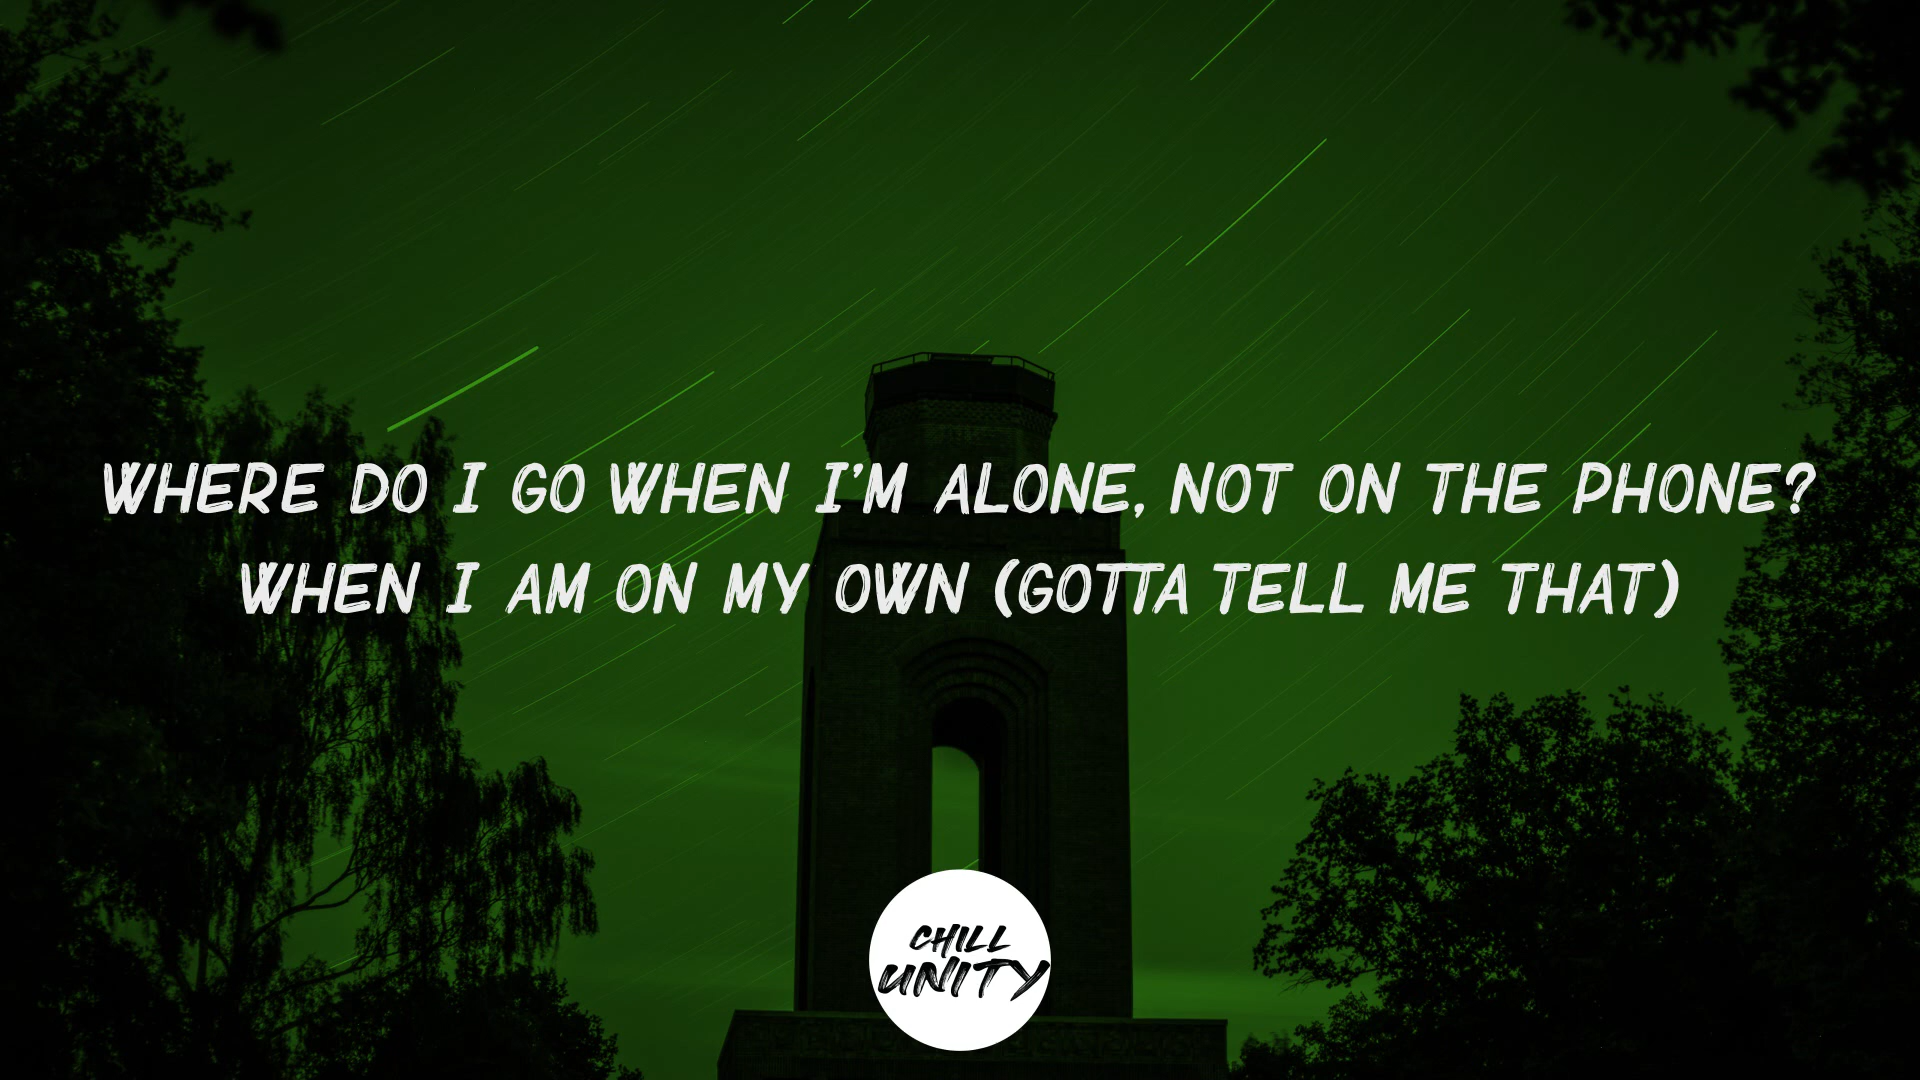 WHERE DO I GO WHEN I'M ALONE, NOT ON THE PHONE?
WHEN I AM ON MY OWN (GOTTA TELL ME THAT)
CHILL
UNITY